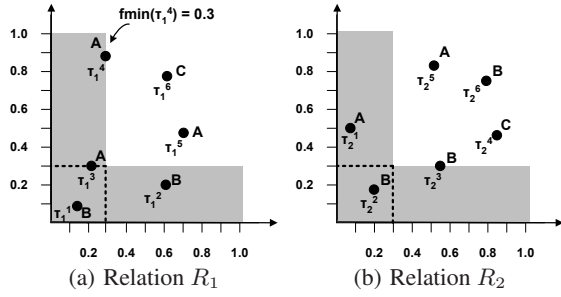 fmin(τ₁⁴) = 0.3
1.0
0.8
0.6
0.4
0.2
0.2 0.4 0.6 0.8 1.0
A
τ₁⁴
C
τ₁⁶
A
τ₁⁵
A
τ₁³
B
τ₁²
τ₁¹
B
(a) Relation R₁
1.0
0.8
0.6
0.4
0.2
0.2 0.4 0.6 0.8 1.0
A
τ₂⁵
B
τ₂⁶
A
τ₂¹
C
τ₂⁴
B
τ₂³
B
τ₂²
(b) Relation R₂